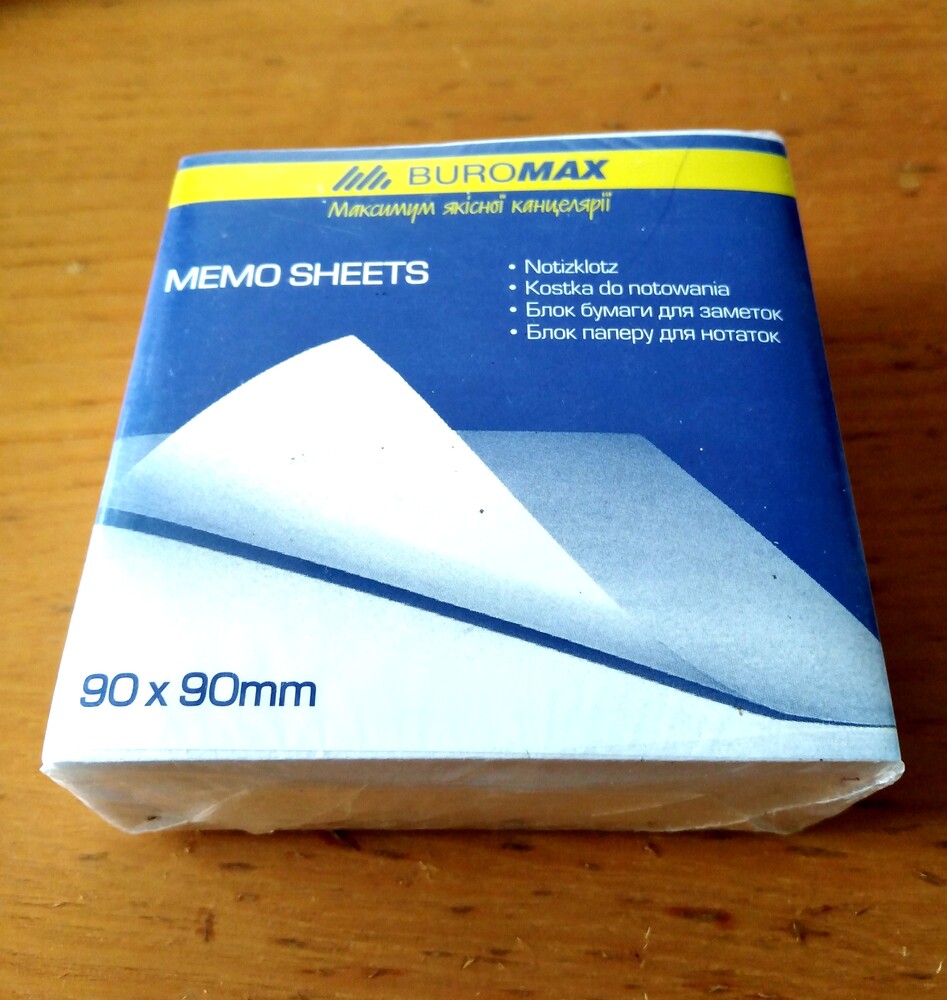 BUROMAX
Максимум якісної канцелярії
MEMO SHEETS
• Notizklotz
• Kostka do notowania
• Блок бумаги для заметок
• Блок паперу для нотаток
90 x 90mm